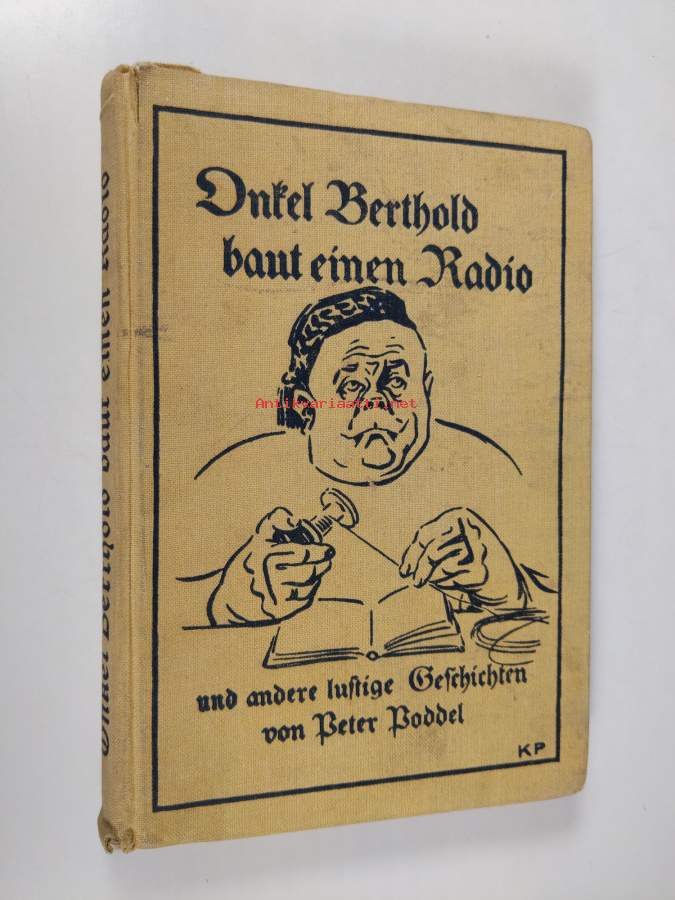 Onkel Berthold
baut einen Radio
Antikvariaatti.net
und andere lustige Geschichten
von Peter Poddel
KP
Onkel Berthold baut einen Radio